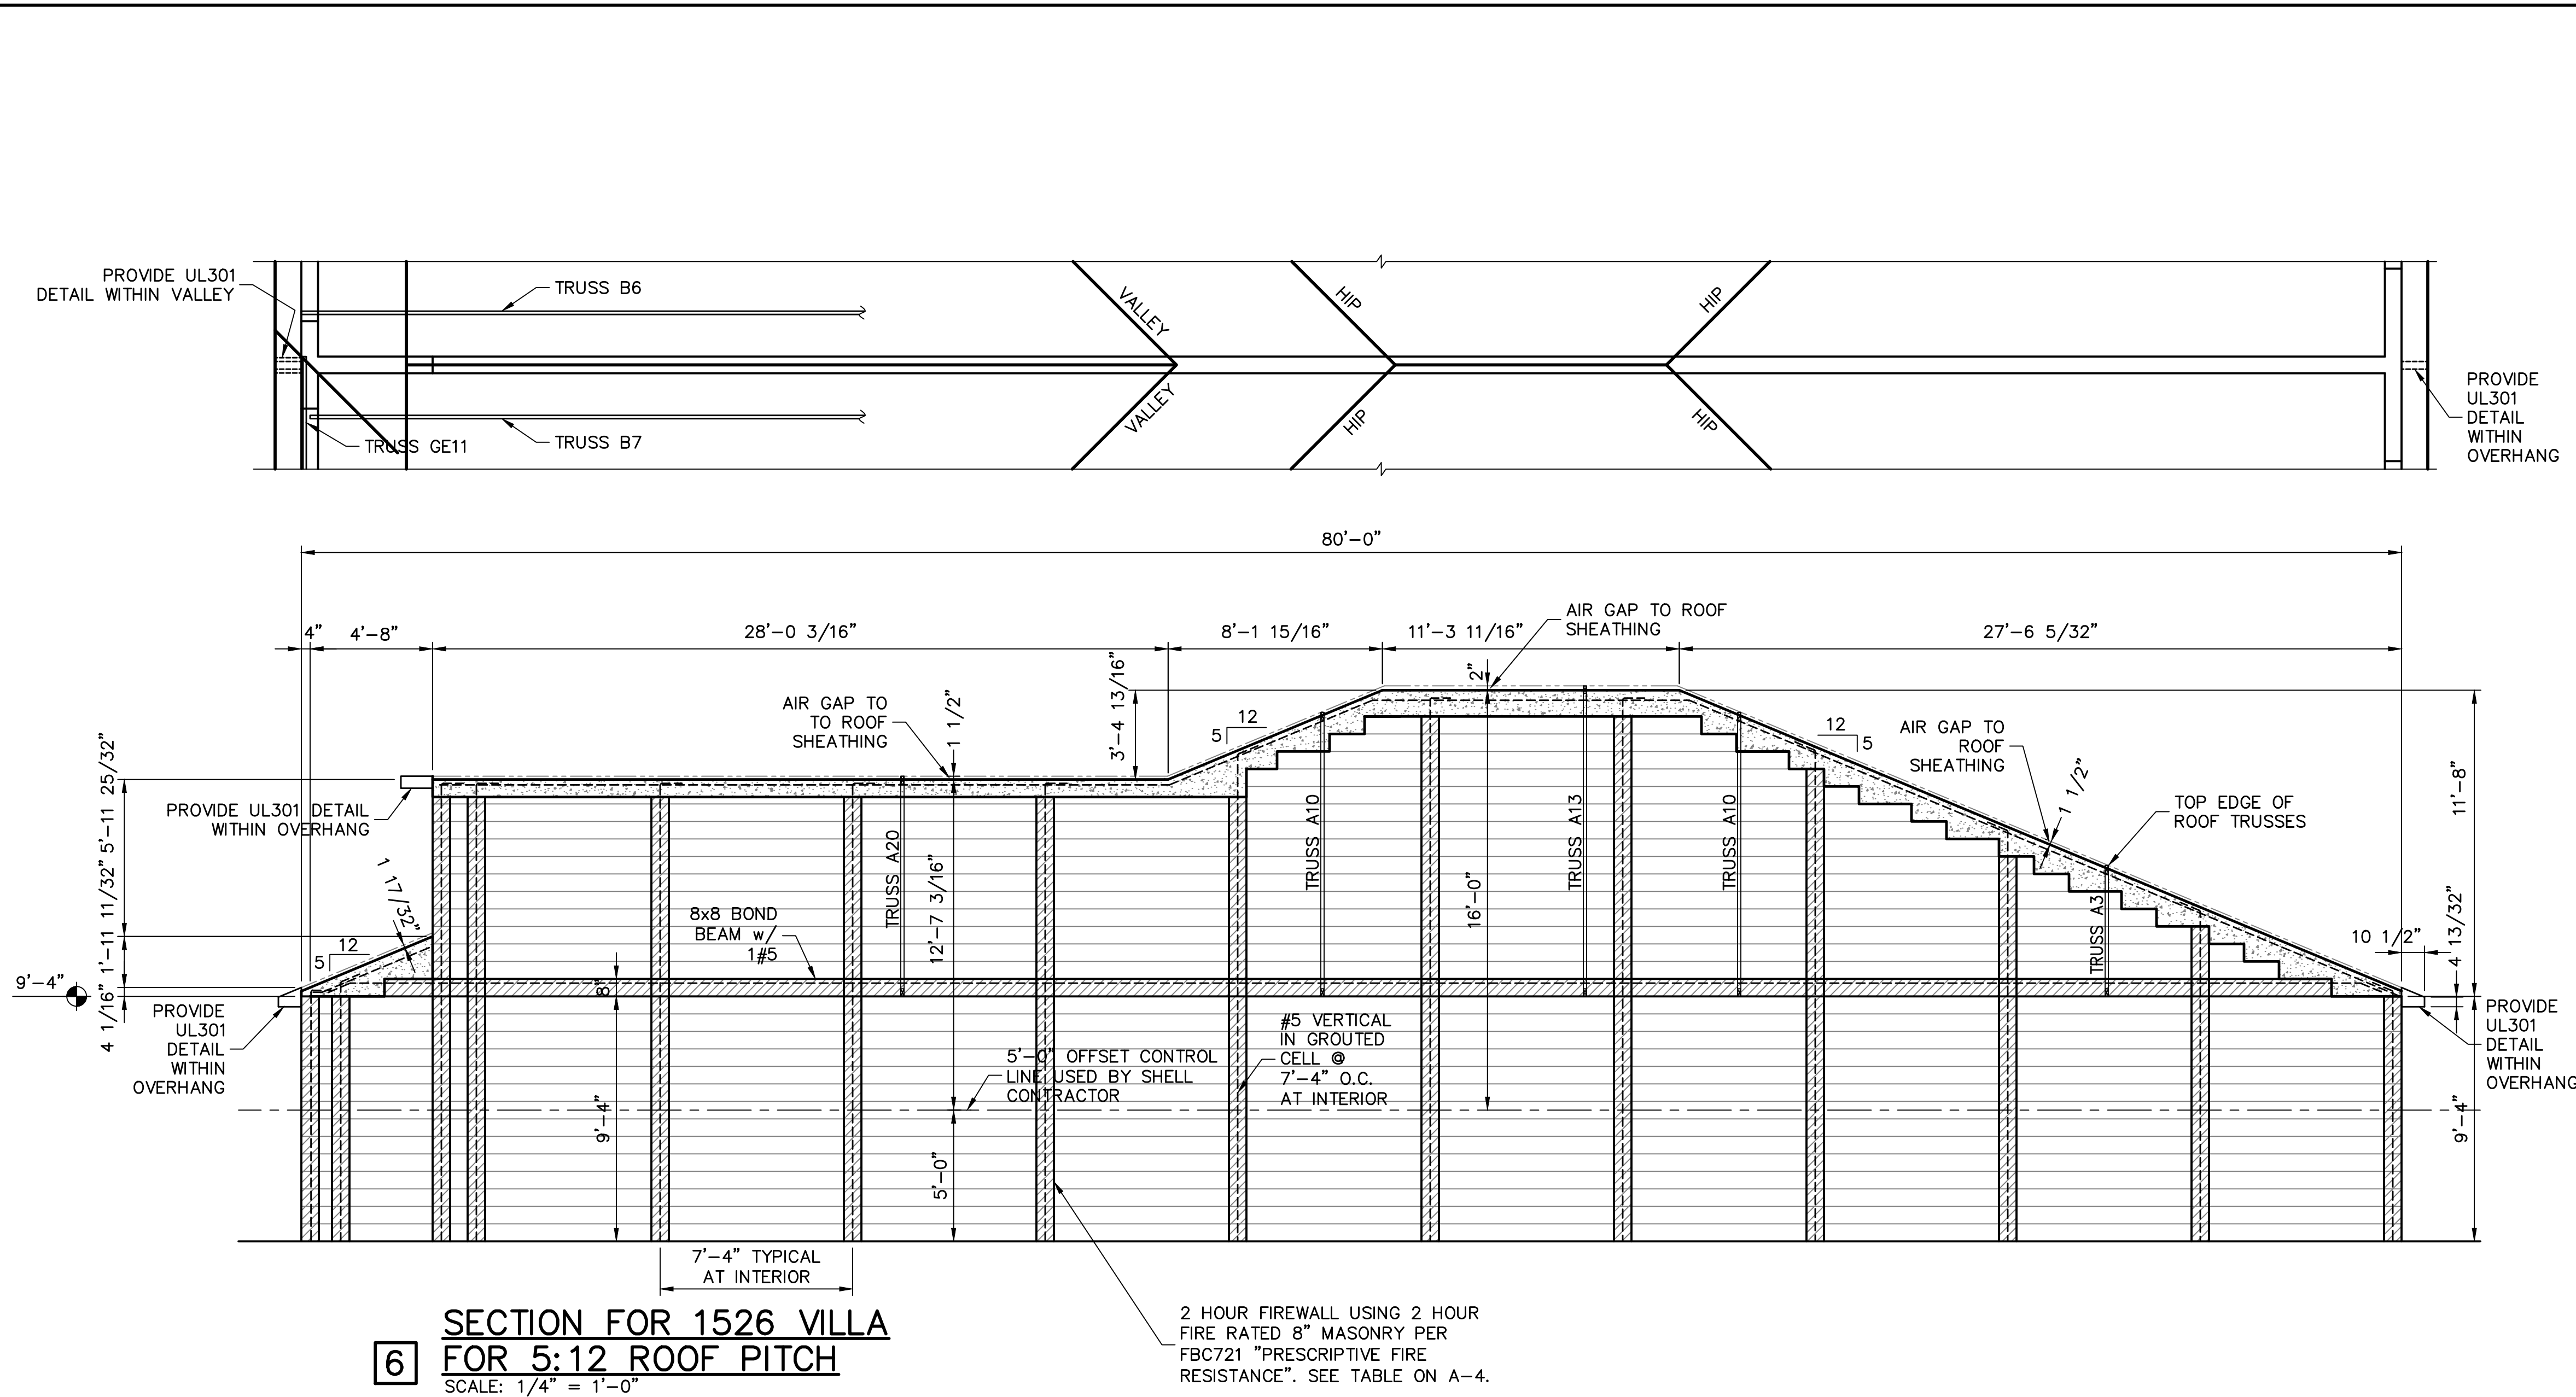 PROVIDE UL301
DETAIL WITHIN VALLEY
TRUSS B6
VALLEY
HIP
HIP
VALLEY
HIP
HIP
TRUSS GE11
TRUSS B7
PROVIDE
UL301
DETAIL
WITHIN
OVERHANG
80'-0"
4"
4'-8"
28'-0 3/16"
8'-1 15/16"
11'-3 11/16"
27'-6 5/32"
AIR GAP TO ROOF
SHEATHING
2"
3'-4 13/16"
AIR GAP TO
TO ROOF
SHEATHING
1 1/2"
12
5
12
5
AIR GAP TO
ROOF
SHEATHING
1 1/2"
TOP EDGE OF
ROOF TRUSSES
11'-8"
5'-11 25/32"
PROVIDE UL301 DETAIL
WITHIN OVERHANG
1 17/32"
12
5
1'-11 11/32"
4 1/16"
9'-4"
8x8 BOND
BEAM w/
1#5
TRUSS A20
12'-7 3/16"
TRUSS A10
16'-0"
TRUSS A13
TRUSS A10
TRUSS A3
10 1/2"
4 13/32"
8"
PROVIDE
UL301
DETAIL
WITHIN
OVERHANG
5'-0" OFFSET CONTROL
LINE USED BY SHELL
CONTRACTOR
#5 VERTICAL
IN GROUTED
CELL @
7'-4" O.C.
AT INTERIOR
PROVIDE
UL301
DETAIL
WITHIN
OVERHANG
9'-4"
5'-0"
9'-4"
7'-4" TYPICAL
AT INTERIOR
2 HOUR FIREWALL USING 2 HOUR
FIRE RATED 8" MASONRY PER
FBC721 "PRESCRIPTIVE FIRE
RESISTANCE". SEE TABLE ON A-4.
6
SECTION FOR 1526 VILLA
FOR 5:12 ROOF PITCH
SCALE: 1/4" = 1'-0"